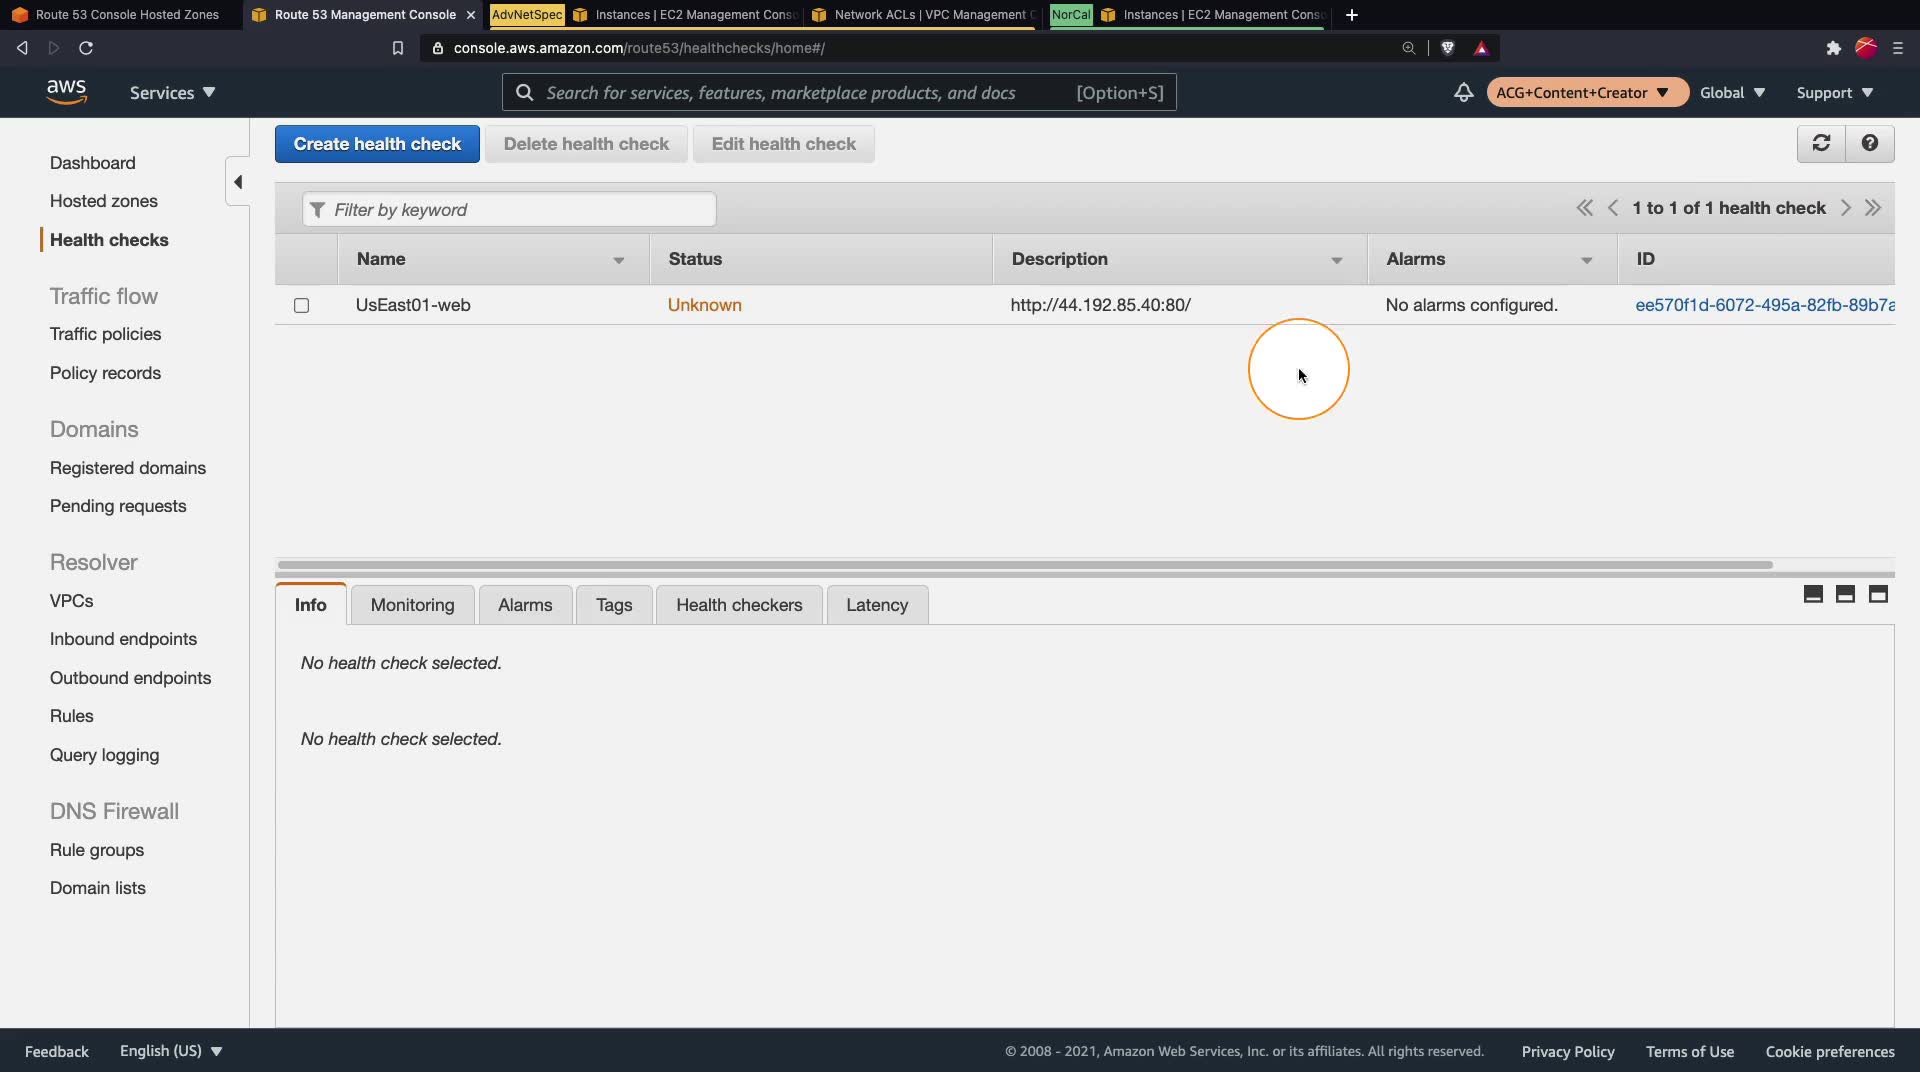 Route 53 Console Hosted Zones
Route 53 Management Console
AdvNetSpec
Instances | EC2 Management Conso
Network ACLs | VPC Management C
NorCal
Instances | EC2 Management Conso
console.aws.amazon.com/route53/healthchecks/home#/
aws
Services
Search for services, features, marketplace products, and docs
[Option+S]
ACG+Content+Creator
Global
Support
Dashboard
Hosted zones
Health checks
Traffic flow
Traffic policies
Policy records
Domains
Registered domains
Pending requests
Resolver
VPCs
Inbound endpoints
Outbound endpoints
Rules
Query logging
DNS Firewall
Rule groups
Domain lists
Create health check
Delete health check
Edit health check
Filter by keyword
1 to 1 of 1 health check
Name
Status
Description
Alarms
ID
UsEast01-web
Unknown
http://44.192.85.40:80/
No alarms configured.
ee570f1d-6072-495a-82fb-89b7a
Info
Monitoring
Alarms
Tags
Health checkers
Latency
No health check selected.
No health check selected.
Feedback
English (US)
© 2008 - 2021, Amazon Web Services, Inc. or its affiliates. All rights reserved.
Privacy Policy
Terms of Use
Cookie preferences